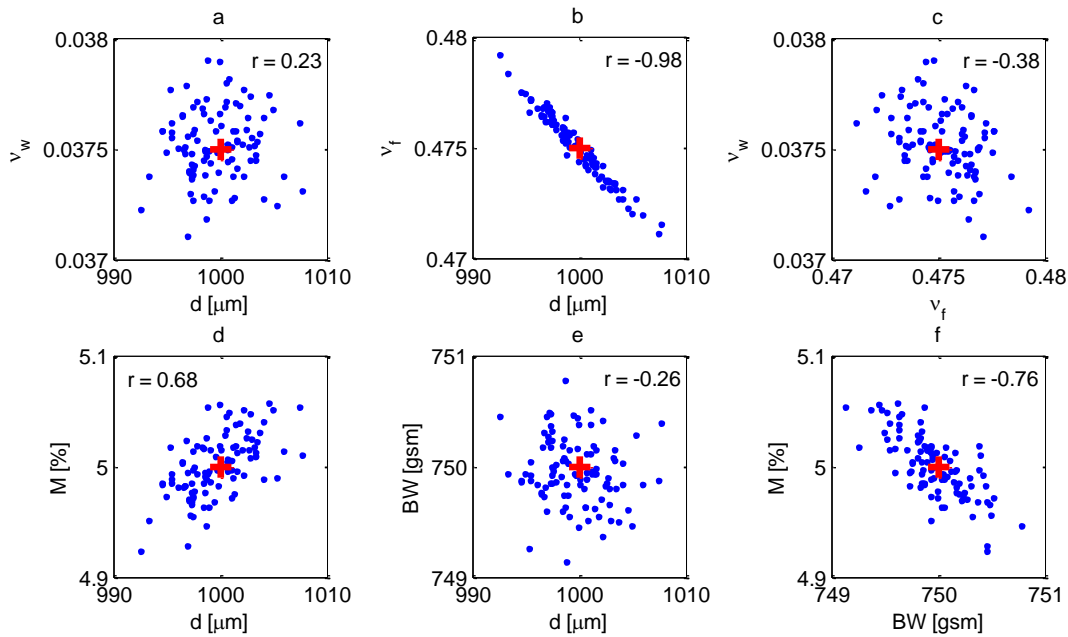 a
0.038
r = 0.23
ν_w
0.0375
0.037
990
1000
1010
d [μm]
b
0.48
r = -0.98
ν_f
0.475
0.47
990
1000
1010
d [μm]
c
0.038
r = -0.38
ν_w
0.0375
0.037
0.47
0.475
0.48
ν_f
d
5.1
r = 0.68
M [%]
5
4.9
990
1000
1010
d [μm]
e
751
r = -0.26
BW [gsm]
750
749
990
1000
1010
d [μm]
f
5.1
r = -0.76
M [%]
5
4.9
749
750
751
BW [gsm]